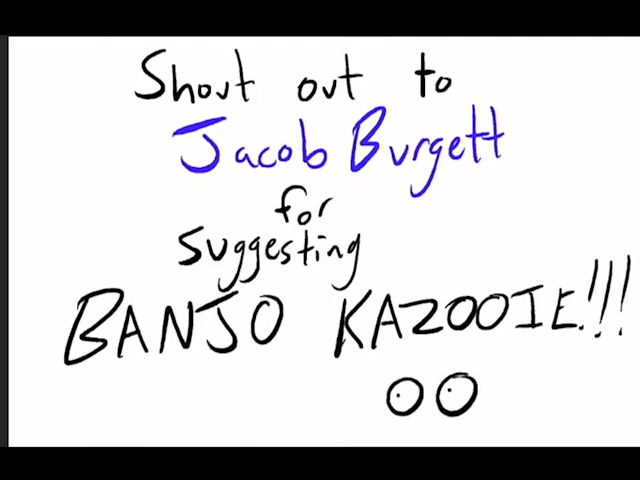 Shout out to
Jacob Burgett
for
suggesting
BANJO KAZOOIE!!!